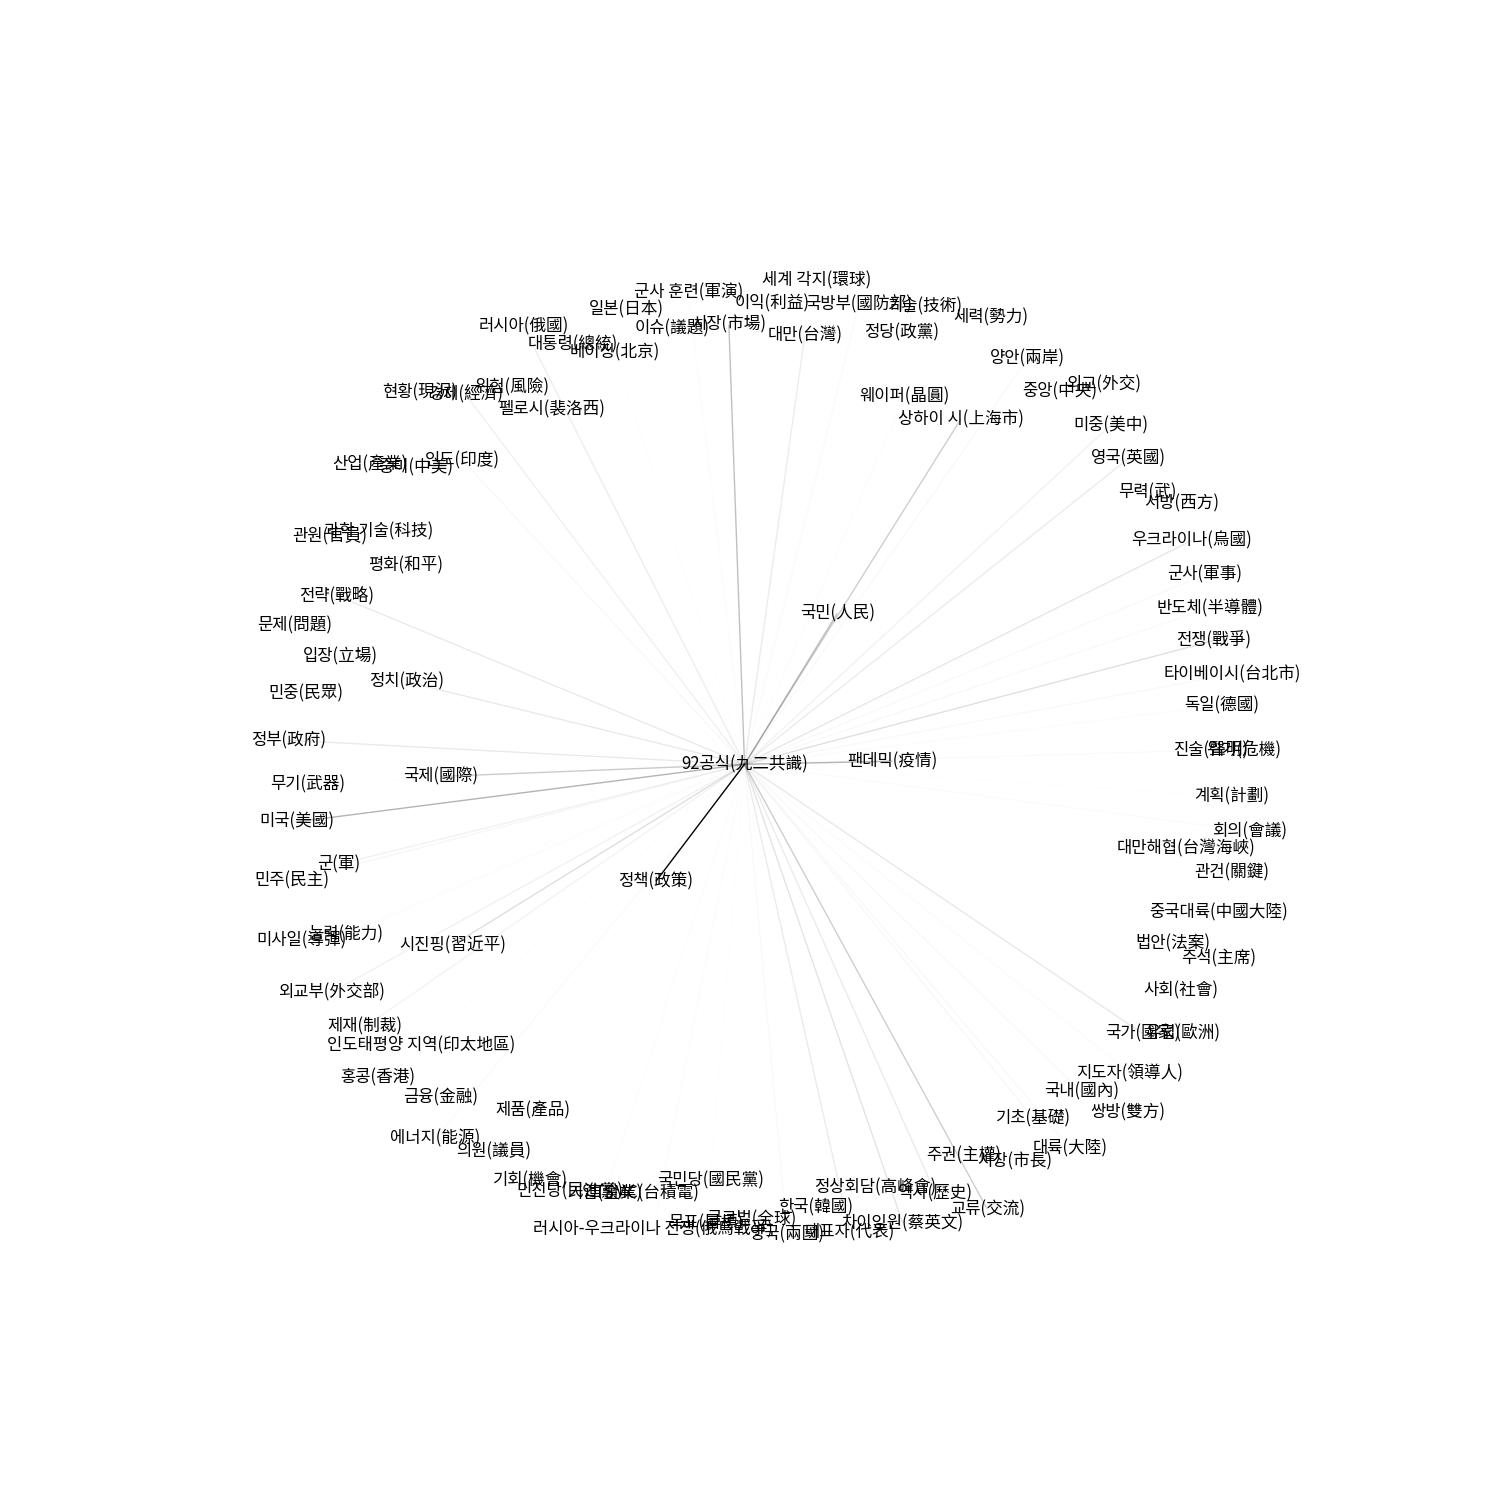 세계 각지(環球)
군사 훈련(軍演)
이익(利益)
국방부(國防部)
기술(技術)
일본(日本)
세력(勢力)
러시아(俄國)
이슈(議題)
시장(市場)
대만(台灣)
정당(政黨)
대통령(總統)
베이징(北京)
양안(兩岸)
현황(現況)
경제(經濟)
위험(風險)
펠로시(裴洛西)
웨이퍼(晶圓)
중앙(中央)
외교(外交)
상하이 시(上海市)
미중(美中)
산업(產業)
중미(中美)
인도(印度)
영국(英國)
무력(武)
서방(西方)
관원(官員)
과학 기술(科技)
우크라이나(烏國)
평화(和平)
군사(軍事)
전략(戰略)
반도체(半導體)
국민(人民)
문제(問題)
전쟁(戰爭)
입장(立場)
정치(政治)
타이베이시(台北市)
민중(民眾)
독일(德國)
정부(政府)
92공식(九二共識)
팬데믹(疫情)
진술(聲明)
危機)
국제(國際)
무기(武器)
계획(計劃)
미국(美國)
회의(會議)
대만해협(台灣海峽)
군(軍)
관건(關鍵)
민주(民主)
정책(政策)
중국대륙(中國大陸)
미사일(導彈)
능력(能力)
시진핑(習近平)
법안(法案)
주석(主席)
외교부(外交部)
사회(社會)
제재(制裁)
국가(國家)
유럽(歐洲)
인도태평양 지역(印太地區)
홍콩(香港)
지도자(領導人)
금융(金融)
국내(國內)
제품(產品)
쌍방(雙方)
기초(基礎)
에너지(能源)
의원(議員)
대륙(大陸)
주권(主權)
시장(市長)
기회(機會)
국민당(國民黨)
민진당(民進黨)
기업(企業)
台積電)
정상회담(高峰會)
역사(歷史)
한국(韓國)
교류(交流)
글로벌(全球)
차이잉원(蔡英文)
러시아-우크라이나 전쟁(俄烏戰爭)
양국(兩國)
대표자(代表)